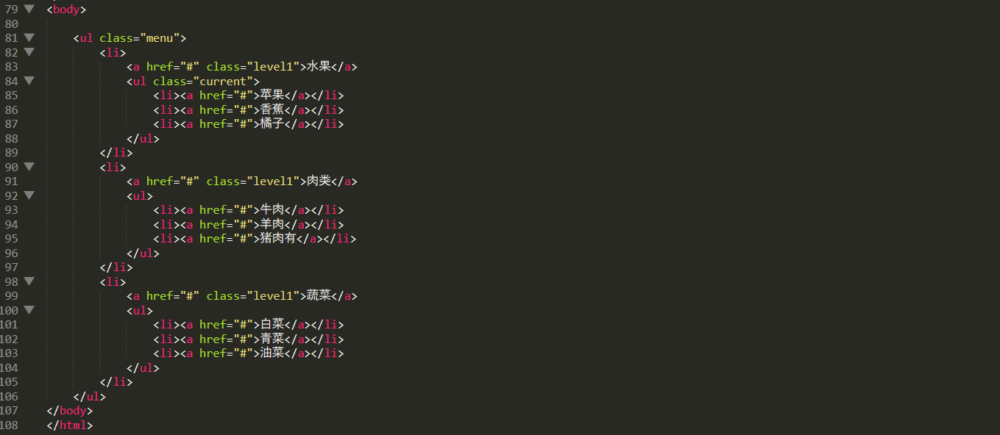 79 <body>
80
81     <ul class="menu">
82         <li>
83             <a href="#" class="level1">水果</a>
84             <ul class="current">
85                 <li><a href="#">苹果</a></li>
86                 <li><a href="#">香蕉</a></li>
87                 <li><a href="#">橘子</a></li>
88             </ul>
89         </li>
90         <li>
91             <a href="#" class="level1">肉类</a>
92             <ul>
93                 <li><a href="#">牛肉</a></li>
94                 <li><a href="#">羊肉</a></li>
95                 <li><a href="#">猪肉有</a></li>
96             </ul>
97         </li>
98         <li>
99             <a href="#" class="level1">蔬菜</a>
100             <ul>
101                 <li><a href="#">白菜</a></li>
102                 <li><a href="#">青菜</a></li>
103                 <li><a href="#">油菜</a></li>
104             </ul>
105         </li>
106     </ul>
107 </body>
108 </html>